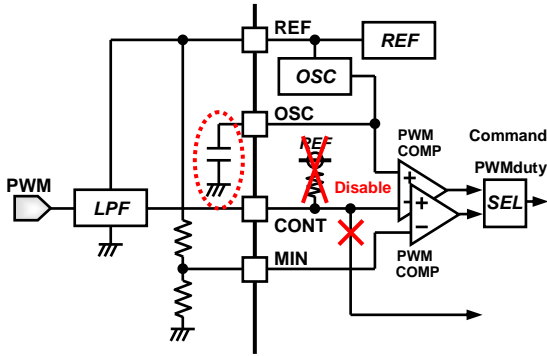 REF
REF
OSC
OSC
REF
PWM
COMP
Command
PWM
LPF
Disable
PWMduty
SEL
CONT
MIN
PWM
COMP